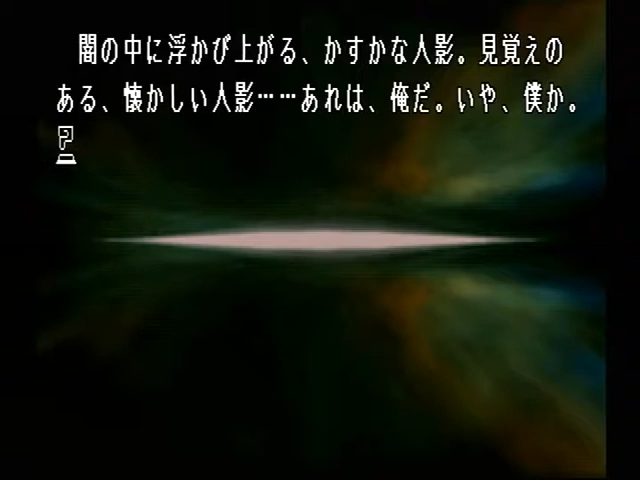 闇の中に浮かび上がる、かすかな人影。見覚えの
ある、懐かしい人影……あれは、俺だ。いや、僕か。